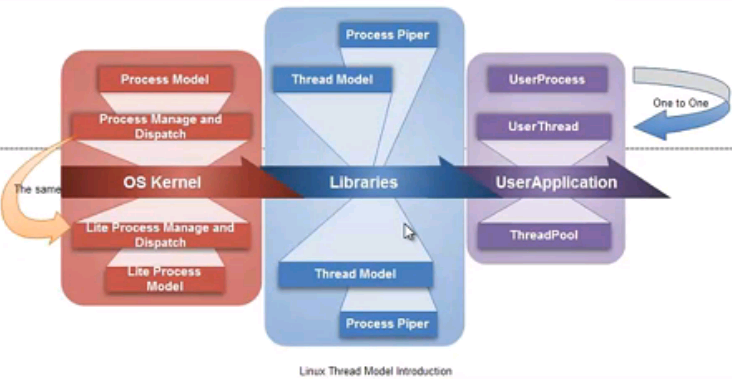 Process Piper
Process Model
Thread Model
UserProcess
One to One
Process Manage and
Dispatch
UserThread
The same
OS Kernel
Libraries
UserApplication
Lite Process Manage and
Dispatch
ThreadPool
Lite Process
Model
Thread Model
Process Piper
Linux Thread Model Introduction